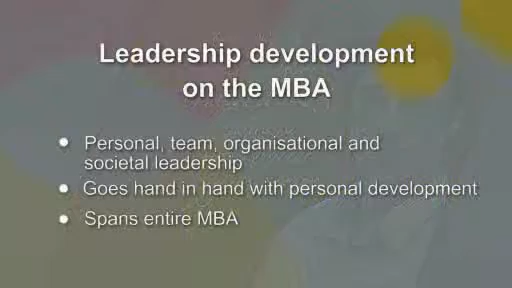 Leadership development
on the MBA
Personal, team, organisational and
societal leadership
Goes hand in hand with personal development
Spans entire MBA